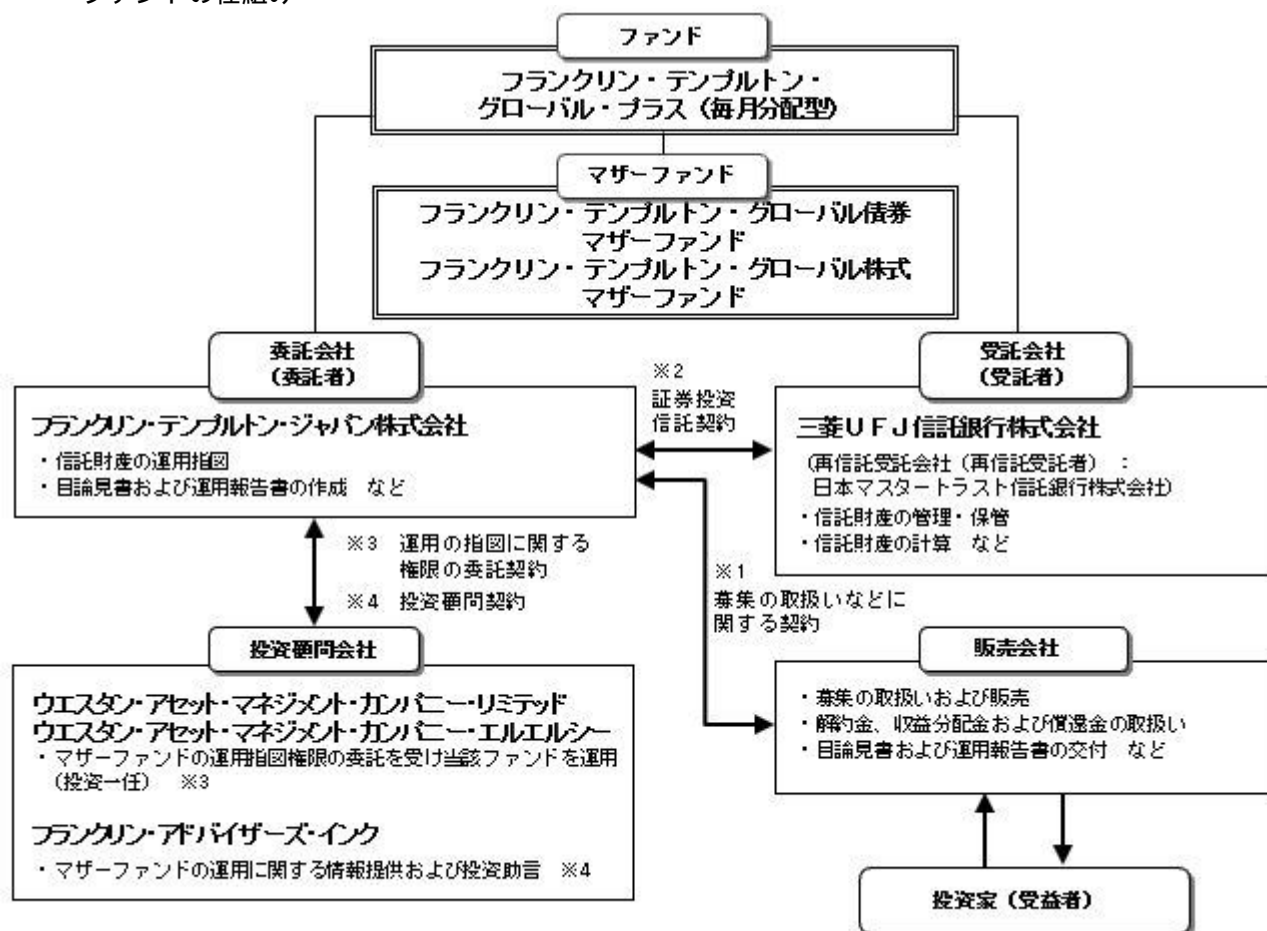 ファンドの仕組み
ファンド
フランクリン・テンプルトン・
グローバル・プラス（毎月分配型）
マザーファンド
フランクリン・テンプルトン・グローバル債券
マザーファンド
フランクリン・テンプルトン・グローバル株式
マザーファンド
委託会社
（委託者）
フランクリン・テンプルトン・ジャパン株式会社
・信託財産の運用指図
・目論見書および運用報告書の作成　など
※2
証券投資
信託契約
受託会社
（受託者）
三菱ＵＦＪ信託銀行株式会社
（再信託受託会社（再信託受託者）：
日本マスタートラスト信託銀行株式会社）
・信託財産の管理・保管
・信託財産の計算　など
※3　運用の指図に関する
権限の委託契約
※4　投資顧問契約
※1
募集の取扱いなどに
関する契約
投資顧問会社
ウエスタン・アセット・マネジメント・カンパニー・リミテッド
ウエスタン・アセット・マネジメント・カンパニー・エルエルシー
・マザーファンドの運用指図権限の委託を受け当該ファンドを運用
（投資一任）　※3
フランクリン・アドバイザーズ・インク
・マザーファンドの運用に関する情報提供および投資助言　※4
販売会社
・募集の取扱いおよび販売
・解約金、収益分配金および償還金の取扱い
・目論見書および運用報告書の交付　など
投資家（受益者）